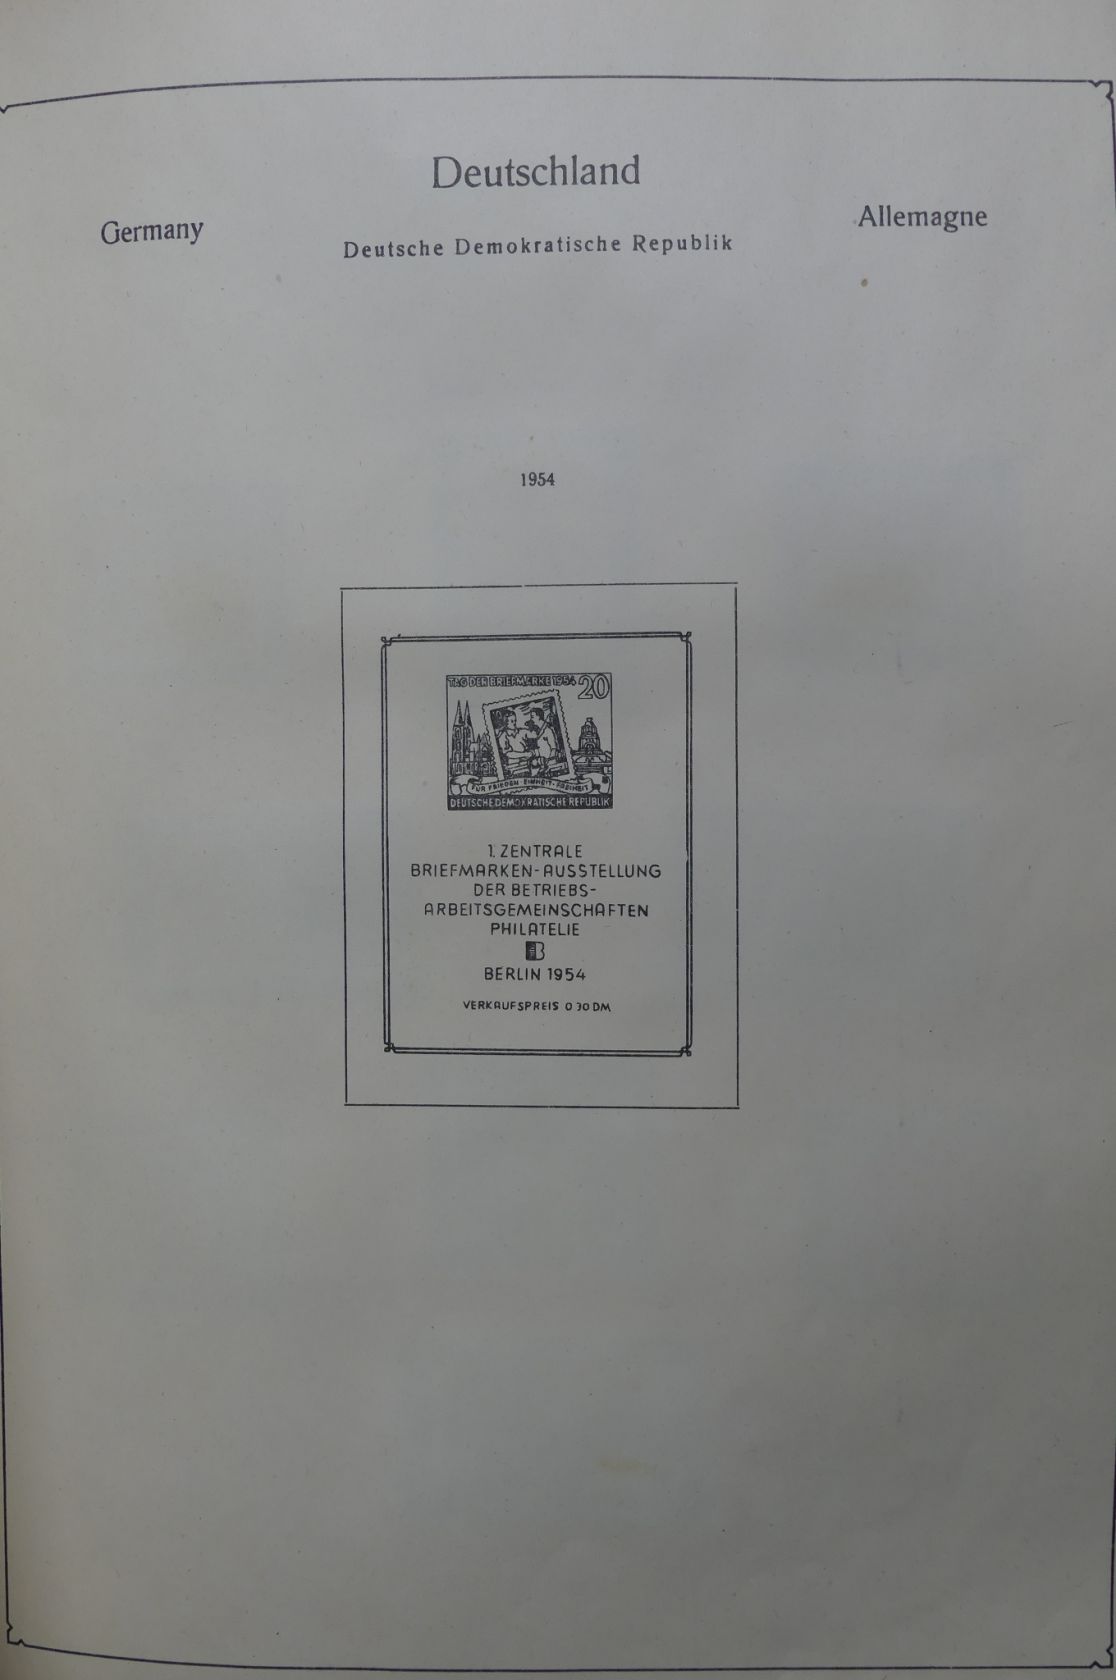 Deutschland
Germany
Allemagne
Deutsche Demokratische Republik
1954
TAG DER BRIEFMARKE 1954 20
FÜR FRIEDEN EINHEIT-FREIHEIT
DEUTSCHE DEMOKRATISCHE REPUBLIK
1. ZENTRALE
BRIEFMARKEN-AUSSTELLUNG
DER BETRIEBS-
ARBEITSGEMEINSCHAFTEN
PHILATELIE
BERLIN 1954
VERKAUFSPREIS 0 30 DM